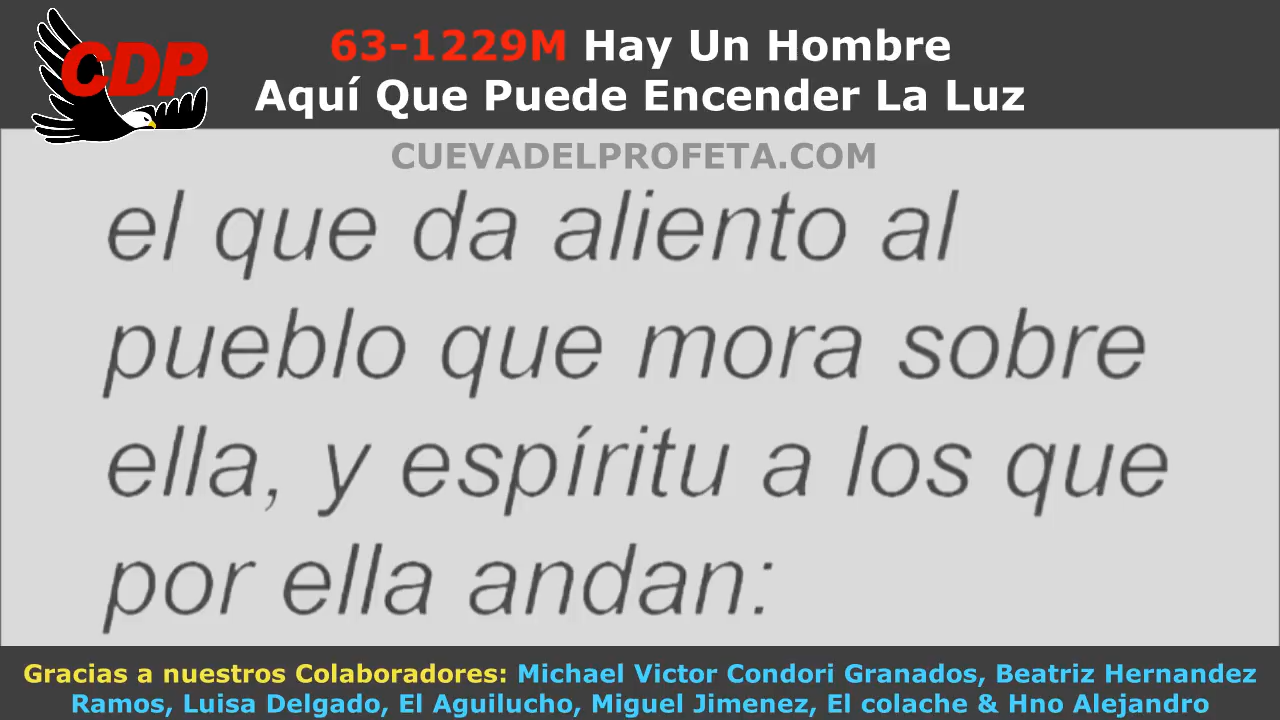 CDP
63-1229M Hay Un Hombre
Aquí Que Puede Encender La Luz
CUEVADELPROFETA.COM
el que da aliento al
pueblo que mora sobre
ella, y espíritu a los que
por ella andan:
Gracias a nuestros Colaboradores: Michael Victor Condori Granados, Beatriz Hernandez
Ramos, Luisa Delgado, El Aguilucho, Miguel Jimenez, El colache & Hno Alejandro